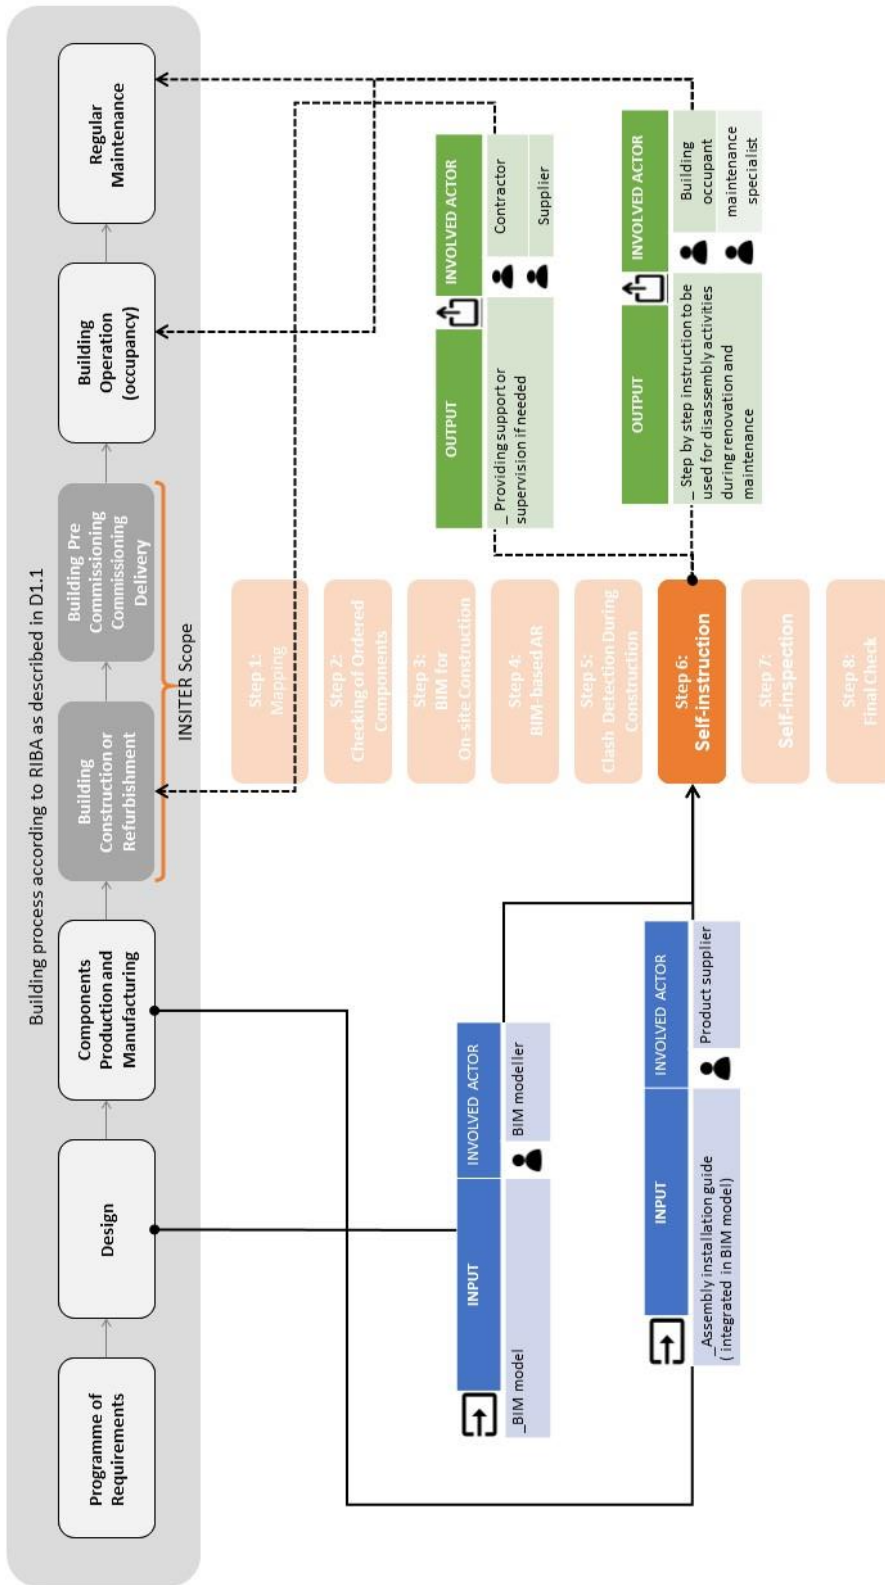 Building process according to RIBA as described in D1.1
Programme of
Requirements
Design
Components
Production and
Manufacturing
Building
Construction or
Refurbishment
Building Pre
Commissioning
Commissioning
Delivery
Building
Operation
(occupancy)
Regular
Maintenance
INSITER Scope
Step 1:
Mapping
Step 2:
Checking of Ordered
Components
Step 3:
BIM for
On-site Construction
Step 4:
BIM-based AR
Step 5:
Clash Detection During
Construction
Step 6:
Self-instruction
Step 7:
Self-inspection
Step 8:
Final Check
INPUT
INVOLVED ACTOR
_BIM model
BIM modeller
INPUT
INVOLVED ACTOR
_Assembly installation guide
( integrated in BIM model)
Product supplier
OUTPUT
INVOLVED ACTOR
_ Providing support or
supervision if needed
Contractor
Supplier
OUTPUT
INVOLVED ACTOR
_ Step by step instruction to be
used for disassembly activities
during renovation and
maintenance
Building
occupant
maintenance
specialist